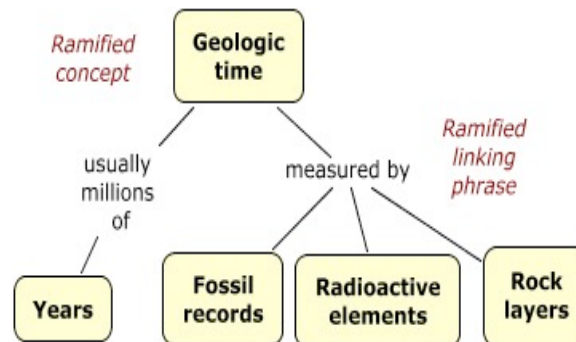 Ramified
concept
Geologic
time
Ramified
linking
phrase
usually
millions
of
measured by
Years
Fossil
records
Radioactive
elements
Rock
layers